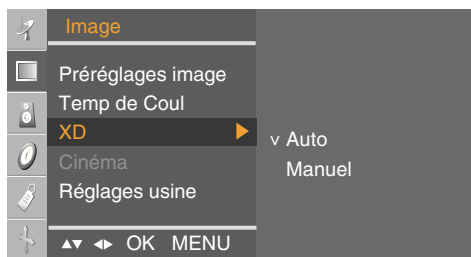 Image
Préréglages image
Temp de Coul
XD
Cinéma
Réglages usine
v Auto
Manuel
OK MENU